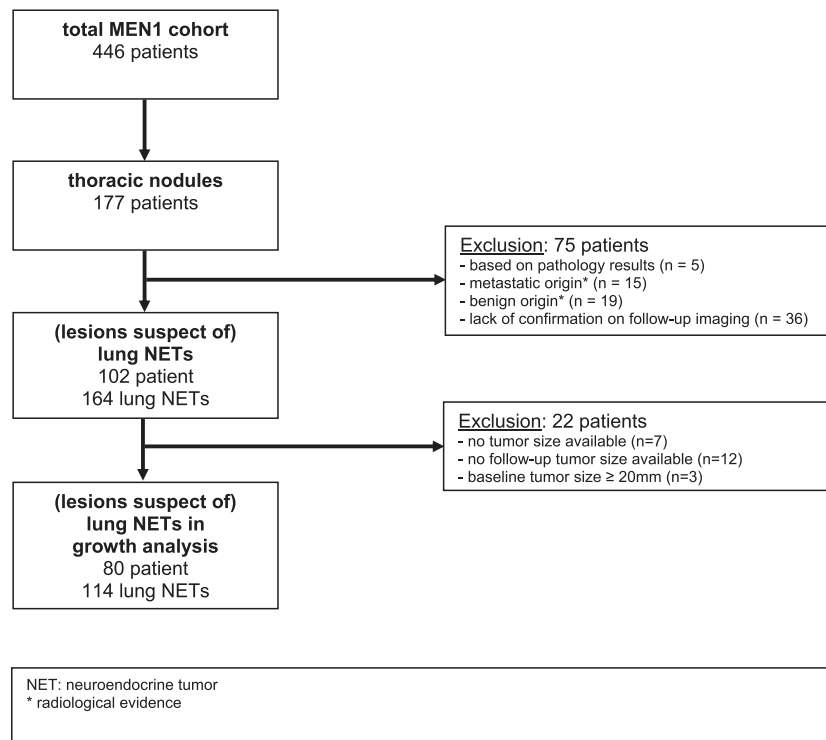 total MEN1 cohort
446 patients
thoracic nodules
177 patients
Exclusion: 75 patients
- based on pathology results (n = 5)
- metastatic origin* (n = 15)
- benign origin* (n = 19)
- lack of confirmation on follow-up imaging (n = 36)
(lesions suspect of)
lung NETs
102 patient
164 lung NETs
Exclusion: 22 patients
- no tumor size available (n=7)
- no follow-up tumor size available (n=12)
- baseline tumor size ≥ 20mm (n=3)
(lesions suspect of)
lung NETs in
growth analysis
80 patient
114 lung NETs
NET: neuroendocrine tumor
* radiological evidence